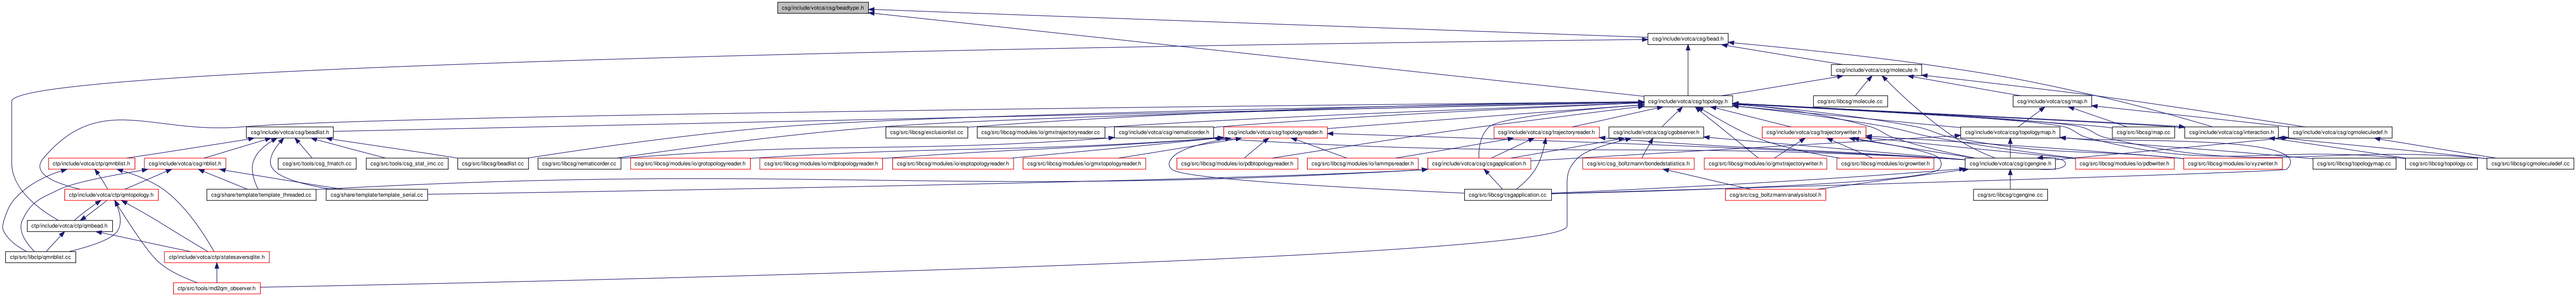 csg/include/votca/csg/beadtype.h
csg/include/votca/csg/bead.h
csg/include/votca/csg/molecule.h
csg/include/votca/csg/topology.h
csg/src/libcsg/molecule.cc
csg/include/votca/csg/map.h
csg/include/votca/csg/beadlist.h
csg/src/libcsg/exclusionlist.cc
csg/src/libcsg/modules/io/gmxtrajectoryreader.cc
csg/include/votca/csg/nematicorder.h
csg/include/votca/csg/topologyreader.h
csg/include/votca/csg/trajectoryreader.h
csg/include/votca/csg/cgobserver.h
csg/include/votca/csg/trajectorywriter.h
csg/include/votca/csg/topologymap.h
csg/src/libcsg/map.cc
csg/include/votca/csg/interaction.h
csg/include/votca/csg/cgmoleculedef.h
ctp/include/votca/ctp/qmnblist.h
csg/include/votca/csg/nblist.h
csg/src/tools/csg_fmatch.cc
csg/src/tools/csg_stat_imc.cc
csg/src/libcsg/beadlist.cc
csg/src/libcsg/nematicorder.cc
csg/src/libcsg/modules/io/grotopologyreader.h
csg/src/libcsg/modules/io/mdptopologyreader.h
csg/src/libcsg/modules/io/esptopologyreader.h
csg/src/libcsg/modules/io/gmxtopologyreader.h
csg/src/libcsg/modules/io/pdbtopologyreader.h
csg/src/libcsg/modules/io/lammpsreader.h
csg/include/votca/csg/csgapplication.h
csg/src/csg_boltzmann/bondedstatistics.h
csg/src/libcsg/modules/io/gmxtrajectorywriter.h
csg/src/libcsg/modules/io/growriter.h
csg/include/votca/csg/cgengine.h
csg/src/libcsg/modules/io/pdbwriter.h
csg/src/libcsg/modules/io/xyzwriter.h
csg/src/libcsg/topologymap.cc
csg/src/libcsg/topology.cc
csg/src/libcsg/cgmoleculedef.cc
ctp/include/votca/ctp/qmtopology.h
csg/share/template/template_threaded.cc
csg/share/template/template_serial.cc
csg/src/libcsg/csgapplication.cc
csg/src/csg_boltzmann/analysistool.h
csg/src/libcsg/cgengine.cc
ctp/include/votca/ctp/qmbead.h
ctp/src/libctp/qmnblist.cc
ctp/include/votca/ctp/statesaversqlite.h
ctp/src/tools/md2qm_observer.h